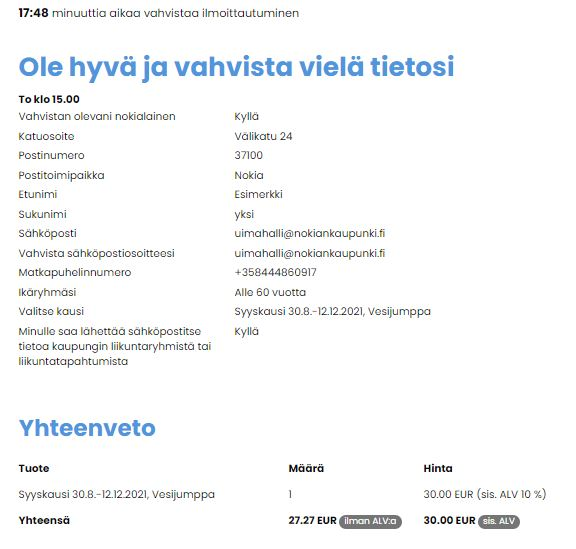 17:48 minuuttia aikaa vahvistaa ilmoittautuminen
Ole hyvä ja vahvista vielä tietosi
To klo 15.00
Vahvistan olevani nokialainen Kyllä
Katuosoite Välikatu 24
Postinumero 37100
Postitoimipaikka Nokia
Etunimi Esimerkki
Sukunimi yksi
Sähköposti uimahalli@nokiankaupunki.fi
Vahvista sähköpostiosoitteesi uimahalli@nokiankaupunki.fi
Matkapuhelinnumero +358444860917
Ikäryhmäsi Alle 60 vuotta
Valitse kausi Syyskausi 30.8.-12.12.2021, Vesijumppa
Minulle saa lähettää sähköpostitse Kyllä
tietoa kaupungin liikuntaryhmistä tai
liikuntatapahtumista
Yhteenveto
Tuote Määrä Hinta
Syyskausi 30.8.-12.12.2021, Vesijumppa 1 30.00 EUR (sis. ALV 10 %)
Yhteensä 27.27 EUR ilman ALV:a 30.00 EUR sis. ALV